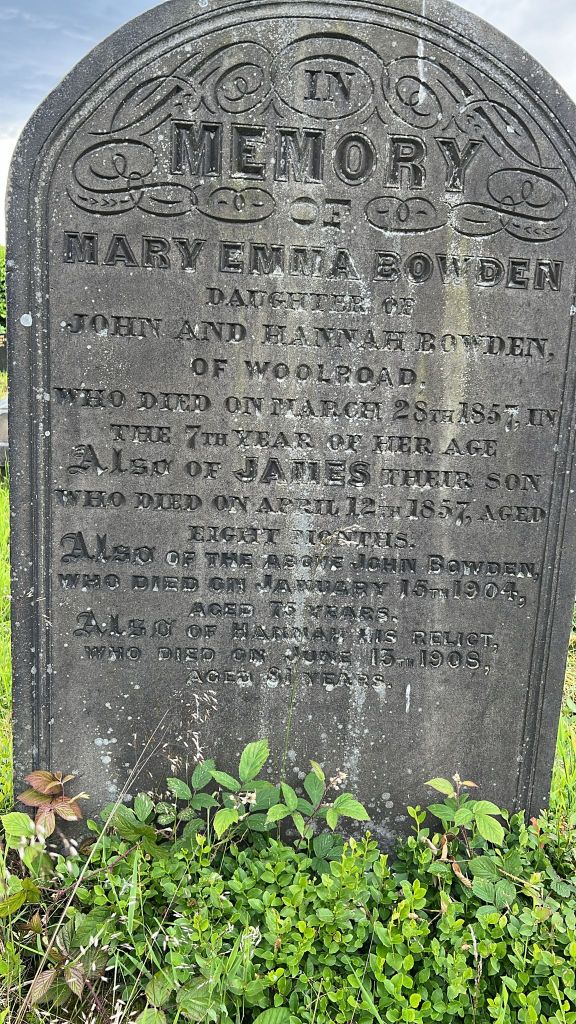 IN
MEMORY
OF
MARY EMMA BOWDEN
DAUGHTER OF
JOHN AND HANNAH BOWDEN,
OF WOOLROAD.
WHO DIED ON MARCH 28TH 1857, IN
THE 7TH YEAR OF HER AGE
Also OF JAMES THEIR SON
WHO DIED ON APRIL 12TH 1857, AGED
EIGHT MONTHS.
Also OF THE ABOVE JOHN BOWDEN,
WHO DIED ON JANUARY 15TH 1904,
AGED 75 YEARS.
Also OF HANNAH HIS RELICT,
WHO DIED ON JUNE 13TH 1908,
AGED 81 YEARS.